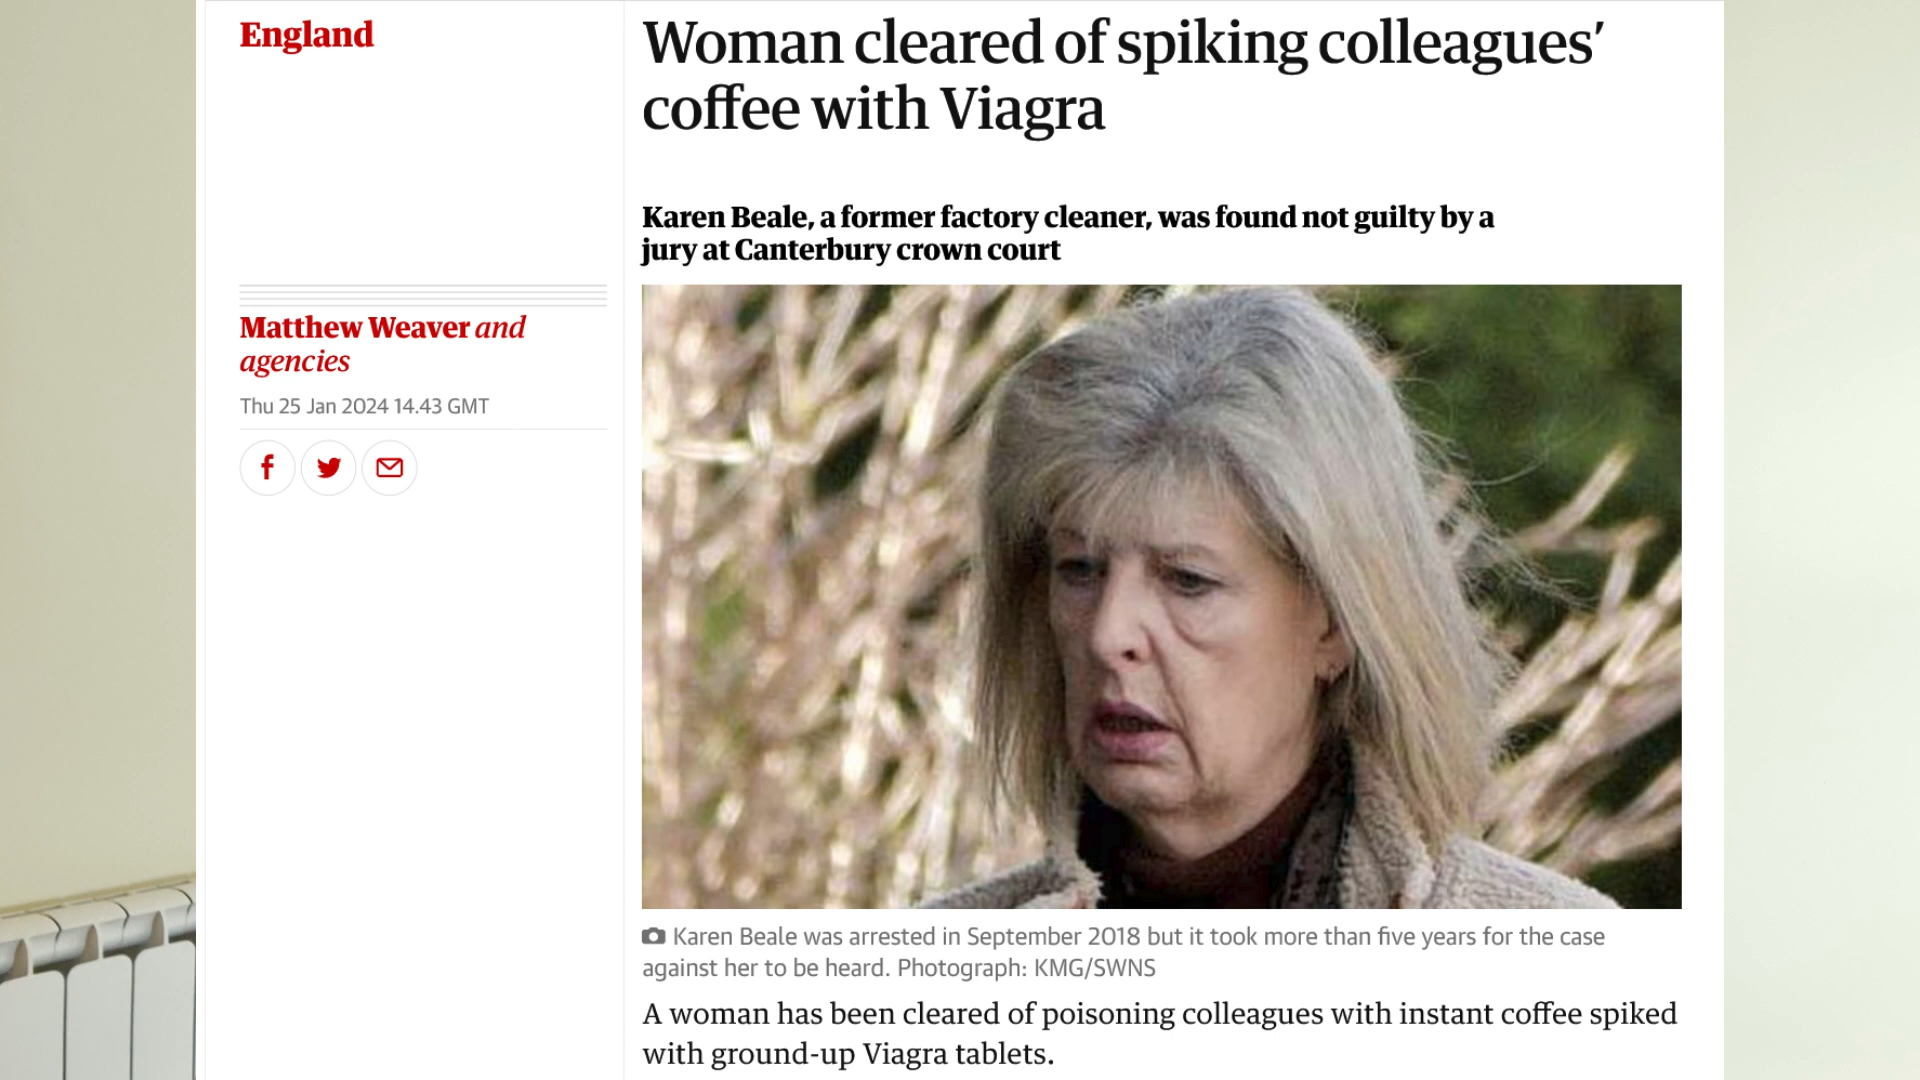 England
Woman cleared of spiking colleagues’
coffee with Viagra
Karen Beale, a former factory cleaner, was found not guilty by a
jury at Canterbury crown court
Matthew Weaver and
agencies
Thu 25 Jan 2024 14.43 GMT
Karen Beale was arrested in September 2018 but it took more than five years for the case
against her to be heard. Photograph: KMG/SWNS
A woman has been cleared of poisoning colleagues with instant coffee spiked
with ground-up Viagra tablets.